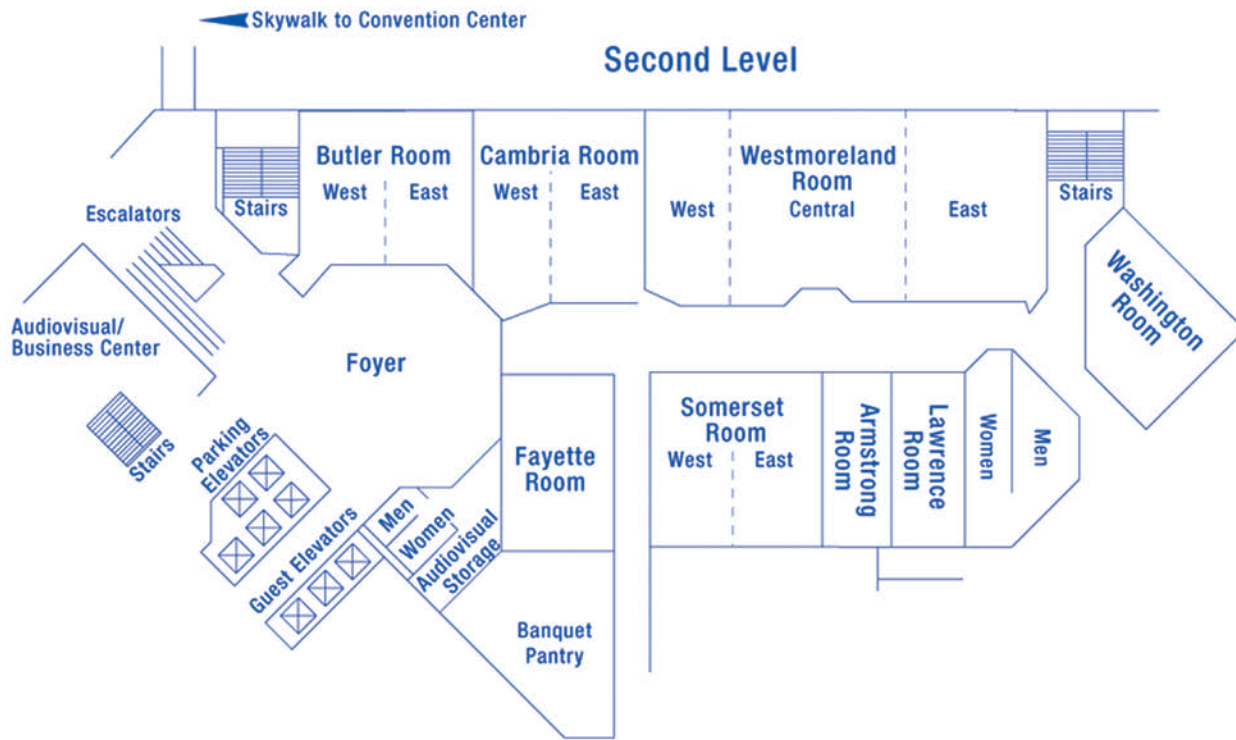 Skywalk to Convention Center
Second Level
Butler Room
West East
Cambria Room
West East
Westmoreland
Room
West Central East
Stairs
Stairs
Escalators
Washington
Room
Audiovisual/
Business Center
Foyer
Stairs
Parking
Elevators
Guest Elevators
Men
Women
Audiovisual
Storage
Fayette
Room
Banquet
Pantry
Somerset
Room
West East
Armstrong
Room
Lawrence
Room
Women
Men